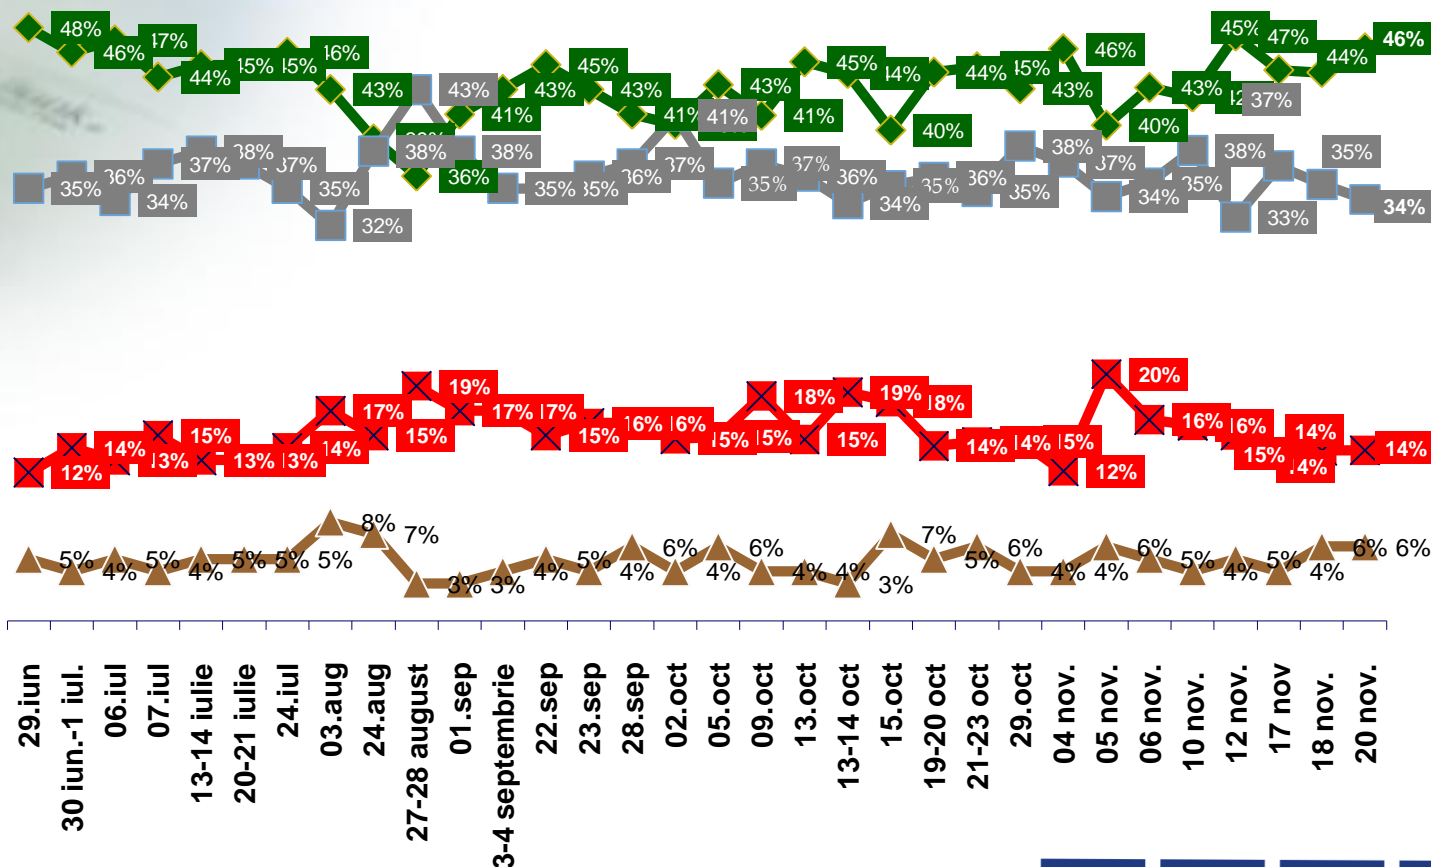 48% 46% 47% 44% 45% 45% 46% 43% 36% 41% 43% 45% 43% 41% 43% 41% 45% 44% 40% 44% 45% 43% 46% 40% 43% 45% 47% 44% 46%
35% 36% 34% 37% 38% 37% 35% 32% 38% 43% 38% 35% 35% 36% 37% 41% 35% 37% 36% 34% 35% 36% 35% 38% 37% 34% 35% 38% 33% 37% 35% 34%
12% 14% 13% 15% 13% 13% 14% 17% 15% 19% 17% 17% 15% 16% 16% 15% 15% 18% 15% 19% 18% 14% 14% 15% 12% 20% 16% 16% 15% 14% 14% 14%
5% 4% 5% 4% 5% 5% 5% 8% 7% 3% 3% 4% 5% 4% 6% 4% 6% 4% 4% 3% 7% 5% 6% 4% 4% 6% 5% 4% 5% 4% 6% 6%
29.iun
30 iun.-1 iul.
06.iul
07.iul
13-14 iulie
20-21 iulie
24.iul
03.aug
24.aug
27-28 august
01.sep
3-4 septembrie
22.sep
23.sep
28.sep
02.oct
05.oct
09.oct
13.oct
13-14 oct
15.oct
19-20 oct
21-23 oct
29.oct
04 nov.
05 nov.
06 nov.
10 nov.
12 nov.
17 nov
18 nov.
20 nov.